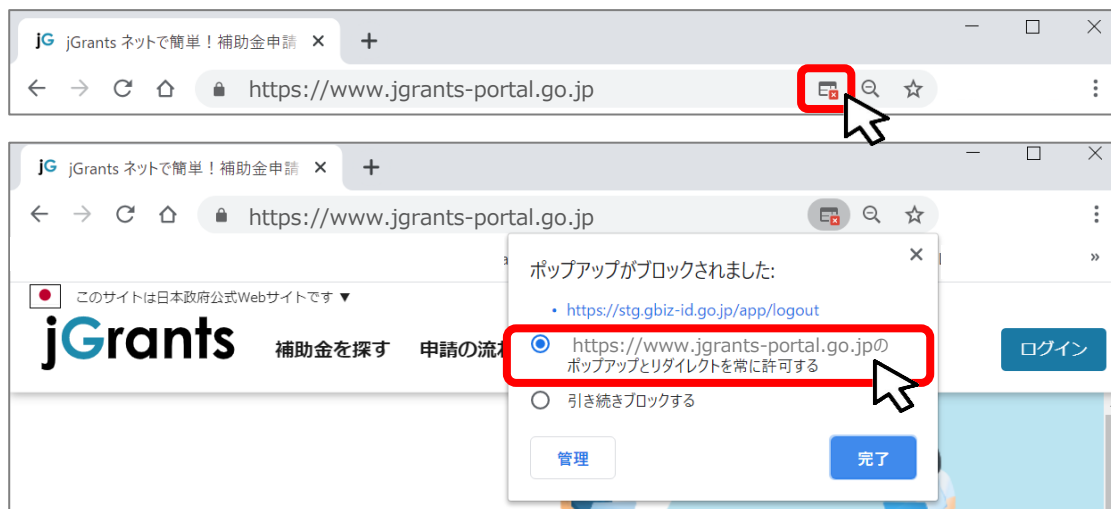 jG jGrants ネットで簡単！補助金申請
https://www.jgrants-portal.go.jp
jG jGrants ネットで簡単！補助金申請
https://www.jgrants-portal.go.jp
このサイトは日本政府公式Webサイトです ▼
jGrants 補助金を探す 申請の流れ ログイン
ポップアップがブロックされました:
• https://stg.gbiz-id.go.jp/app/logout
https://www.jgrants-portal.go.jpの
ポップアップとリダイレクトを常に許可する
引き続きブロックする
管理 完了